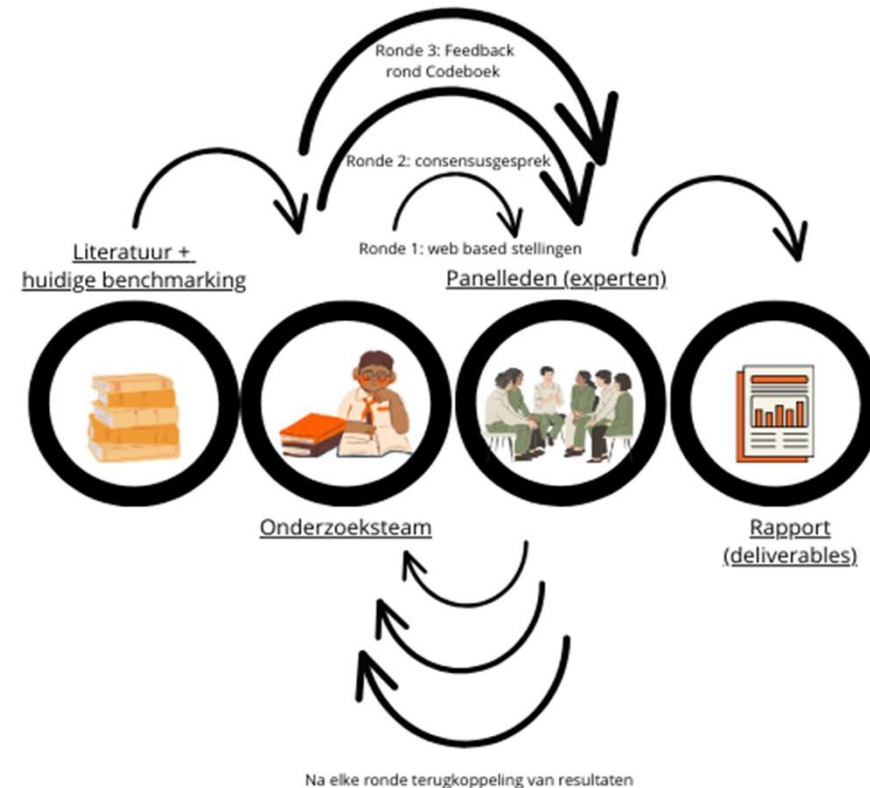 Ronde 3: Feedback
rond Codeboek
Ronde 2: consensusgesprek
Ronde 1: web based stellingen
Literatuur +
huidige benchmarking
Panelleden (experten)
Onderzoeksteam
Rapport
(deliverables)
Na elke ronde terugkoppeling van resultaten